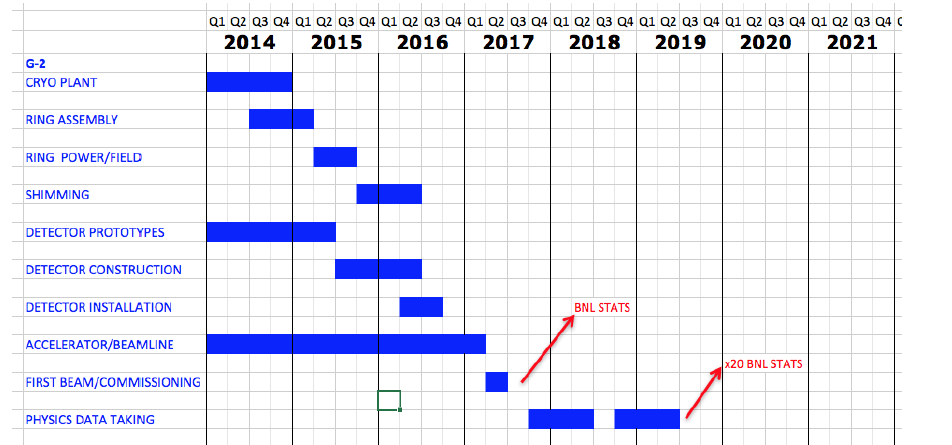 Q1 Q2 Q3 Q4 Q1 Q2 Q3 Q4 Q1 Q2 Q3 Q4 Q1 Q2 Q3 Q4 Q1 Q2 Q3 Q4 Q1 Q2 Q3 Q4 Q1 Q2 Q3 Q4 Q1 Q2 Q3 Q4
2014 2015 2016 2017 2018 2019 2020 2021
G-2
CRYO PLANT
RING ASSEMBLY
RING POWER/FIELD
SHIMMING
DETECTOR PROTOTYPES
DETECTOR CONSTRUCTION
DETECTOR INSTALLATION
BNL STATS
ACCELERATOR/BEAMLINE
x20 BNL STATS
FIRST BEAM/COMMISSIONING
PHYSICS DATA TAKING